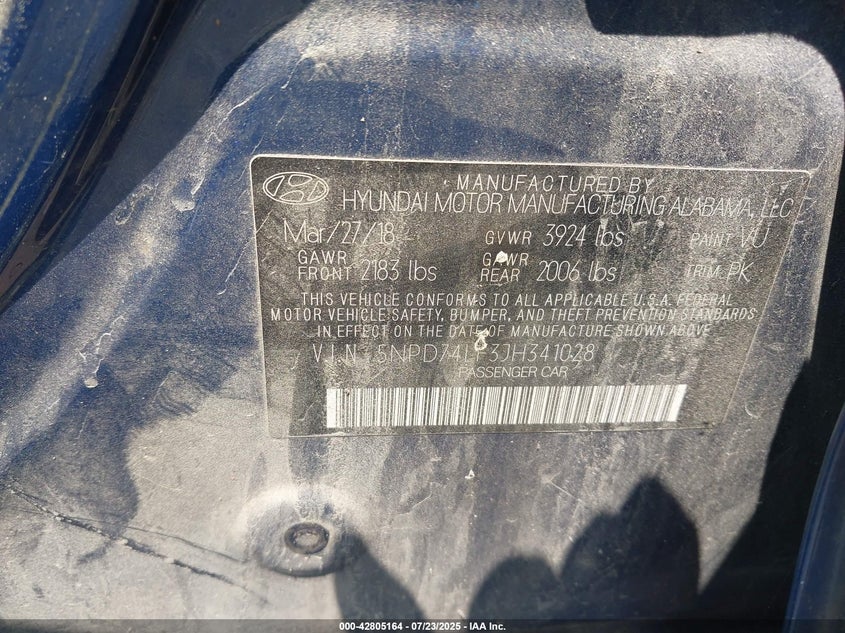 MANUFACTURED BY
HYUNDAI MOTOR MANUFACTURING ALABAMA, LLC
Mar/27/18 GVWR 3924 lbs PAINT VU
GAWR FRONT 2183 lbs GAWR REAR 2006 lbs TRIM PK
THIS VEHICLE CONFORMS TO ALL APPLICABLE U.S.A. FEDERAL
MOTOR VEHICLE SAFETY, BUMPER, AND THEFT PREVENTION STANDARDS
IN EFFECT ON THE DATE OF MANUFACTURE SHOWN ABOVE
V I N : 5NPD74LF3JH341028
PASSENGER CAR
000-42805164 - 07/23/2025 - IAA Inc.